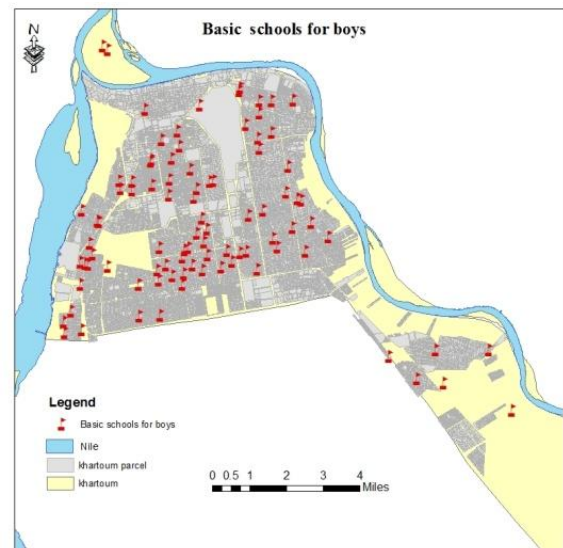 Basic schools for boys
N
Legend
Basic schools for boys
Nile
khartoum parcel
khartoum
0 0.5 1 2 3 4
Miles